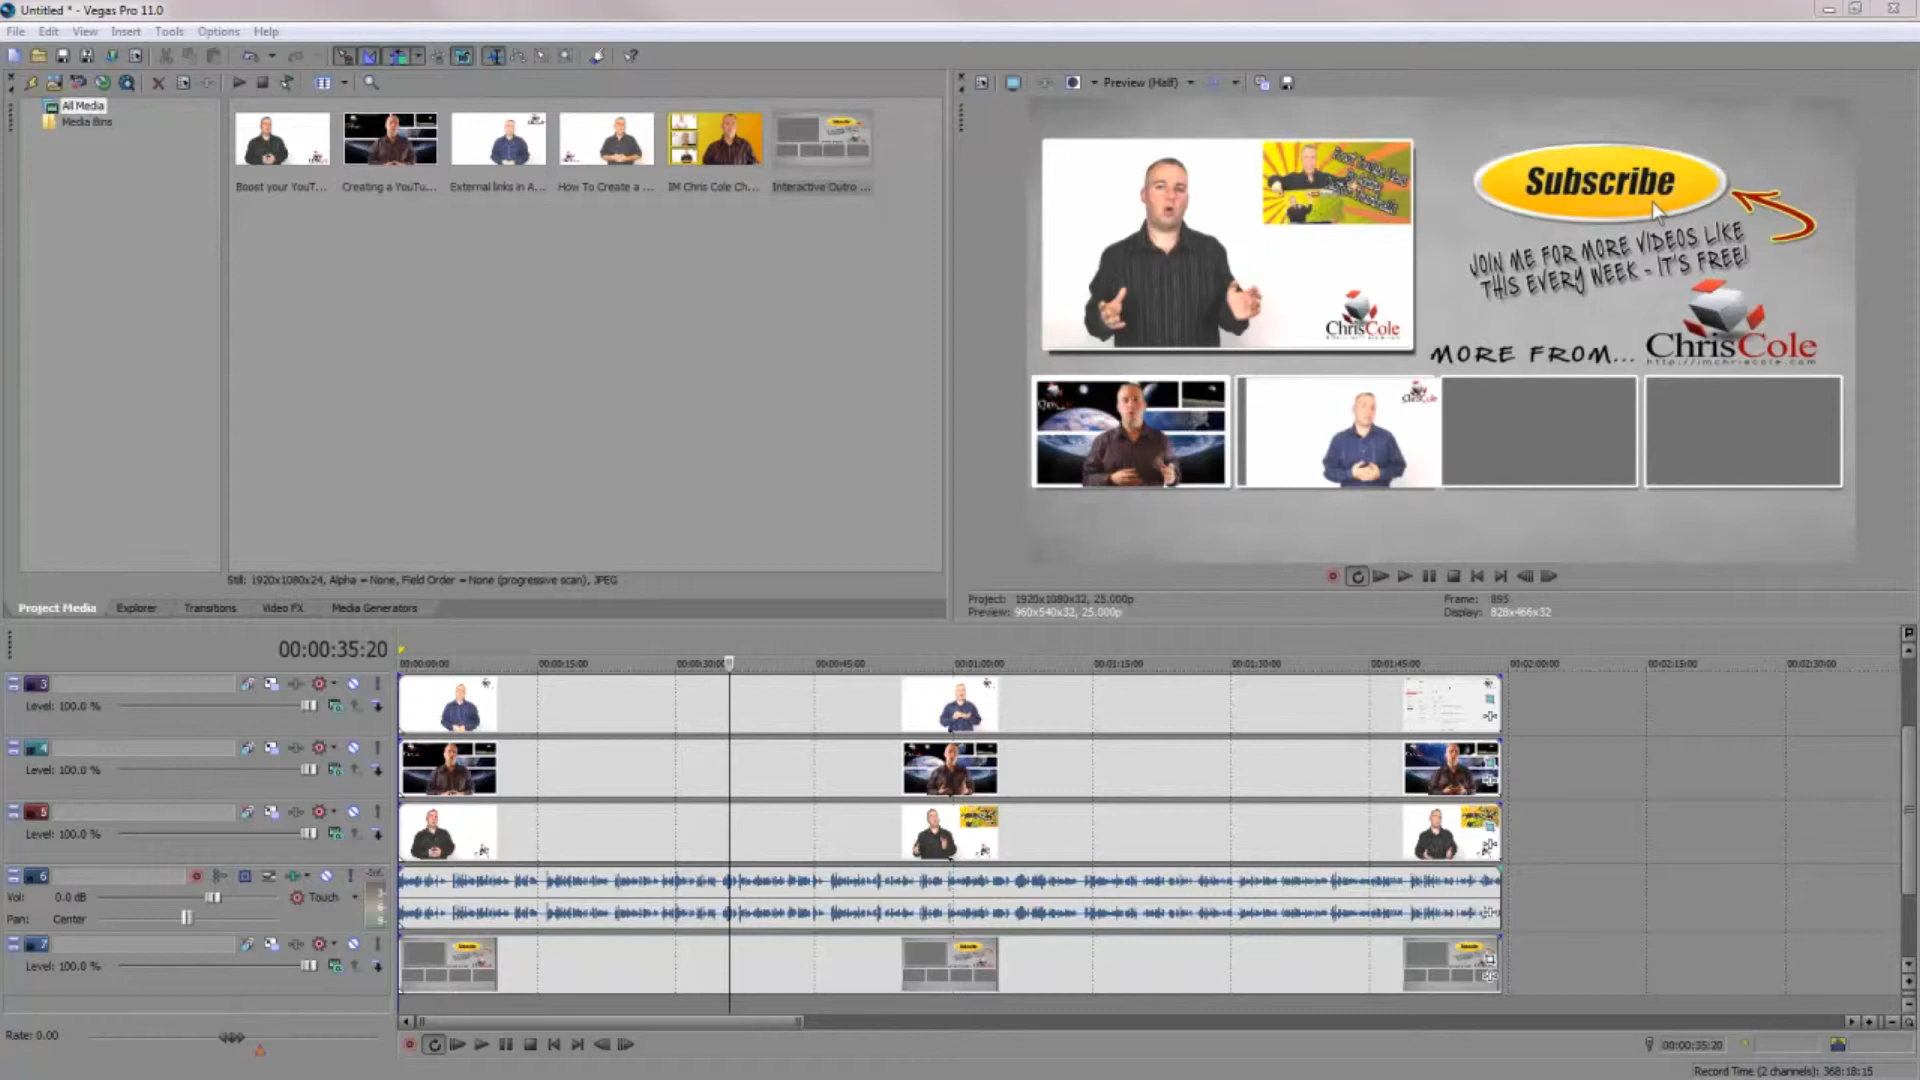 Untitled * - Vegas Pro 11.0
File Edit View Insert Tools Options Help
Preview (Half)
All Media
Media Bins
Boost your YouT...
Creating a YouTu...
External links in A...
How To Create a ...
IM Chris Cole Ch...
Interactive Outro ...
Subscribe
JOIN ME FOR MORE VIDEOS LIKE
THIS EVERY WEEK - IT'S FREE!
ChrisCole
MORE FROM...
ChrisCole
http://imchriscole.com
Still: 1920x1080x24, Alpha = None, Field Order = None (progressive scan), JPEG
Project Media Explorer Transitions Video FX Media Generators
Project: 1920x1080x32, 25.000p
Frame: 895
Preview: 960x540x32, 25.000p
Display: 828x466x32
00:00:35:20
00:00:00:00 00:00:15:00 00:00:30:00 00:00:45:00 00:01:00:00 00:01:15:00 00:01:30:00 00:01:45:00 00:02:00:00 00:02:15:00 00:02:30:00
3
Level: 100.0 %
4
Level: 100.0 %
5
Level: 100.0 %
6
-Inf.
Vol: 0.0 dB Touch
Pan: Center
7
Level: 100.0 %
Rate: 0.00
00:00:35:20
Record Time (2 channels): 368:18:15